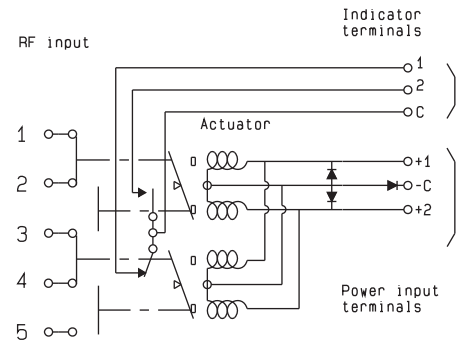 Indicator
terminals
RF input
1
2
C
Actuator
1
2
3
4
5
+1
-C
+2
Power input
terminals